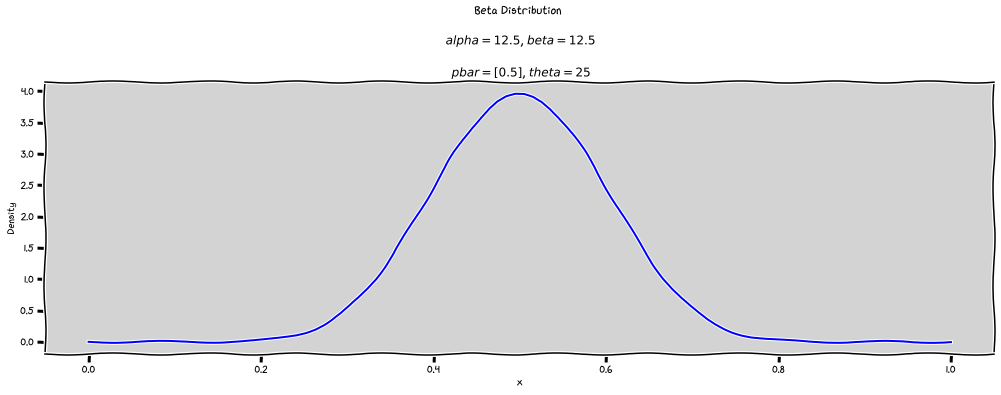 Beta Distribution
alpha = 12.5, beta = 12.5
pbar = [0.5], theta = 25
4.0
3.5
3.0
2.5
2.0
1.5
1.0
0.5
0.0
Density
0.0 0.2 0.4 0.6 0.8 1.0
x